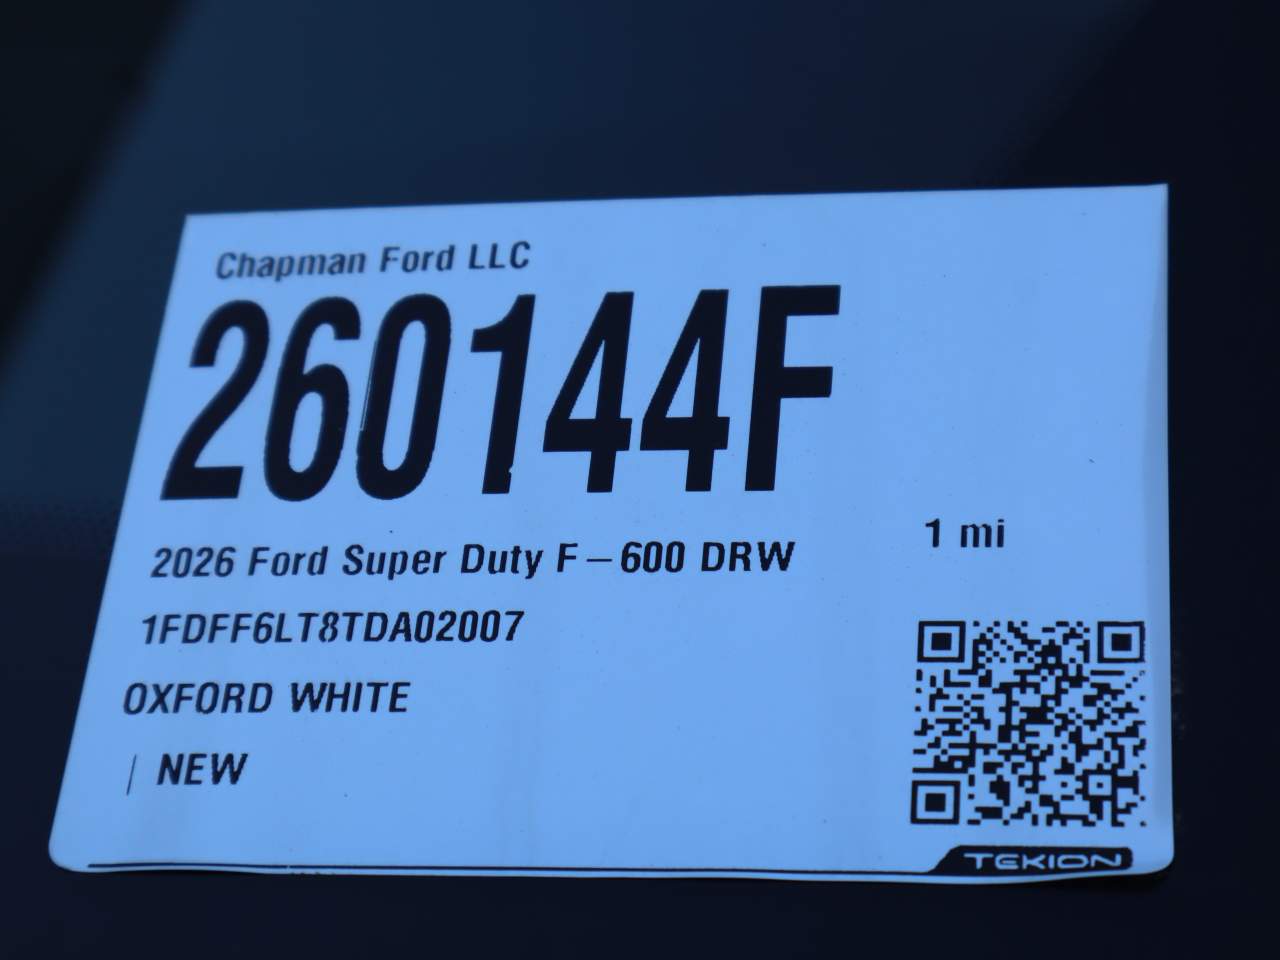 Chapman Ford LLC
260144F
2026 Ford Super Duty F-600 DRW
1 mi
1FDFF6LT8TDA02007
OXFORD WHITE
| NEW
TEKION